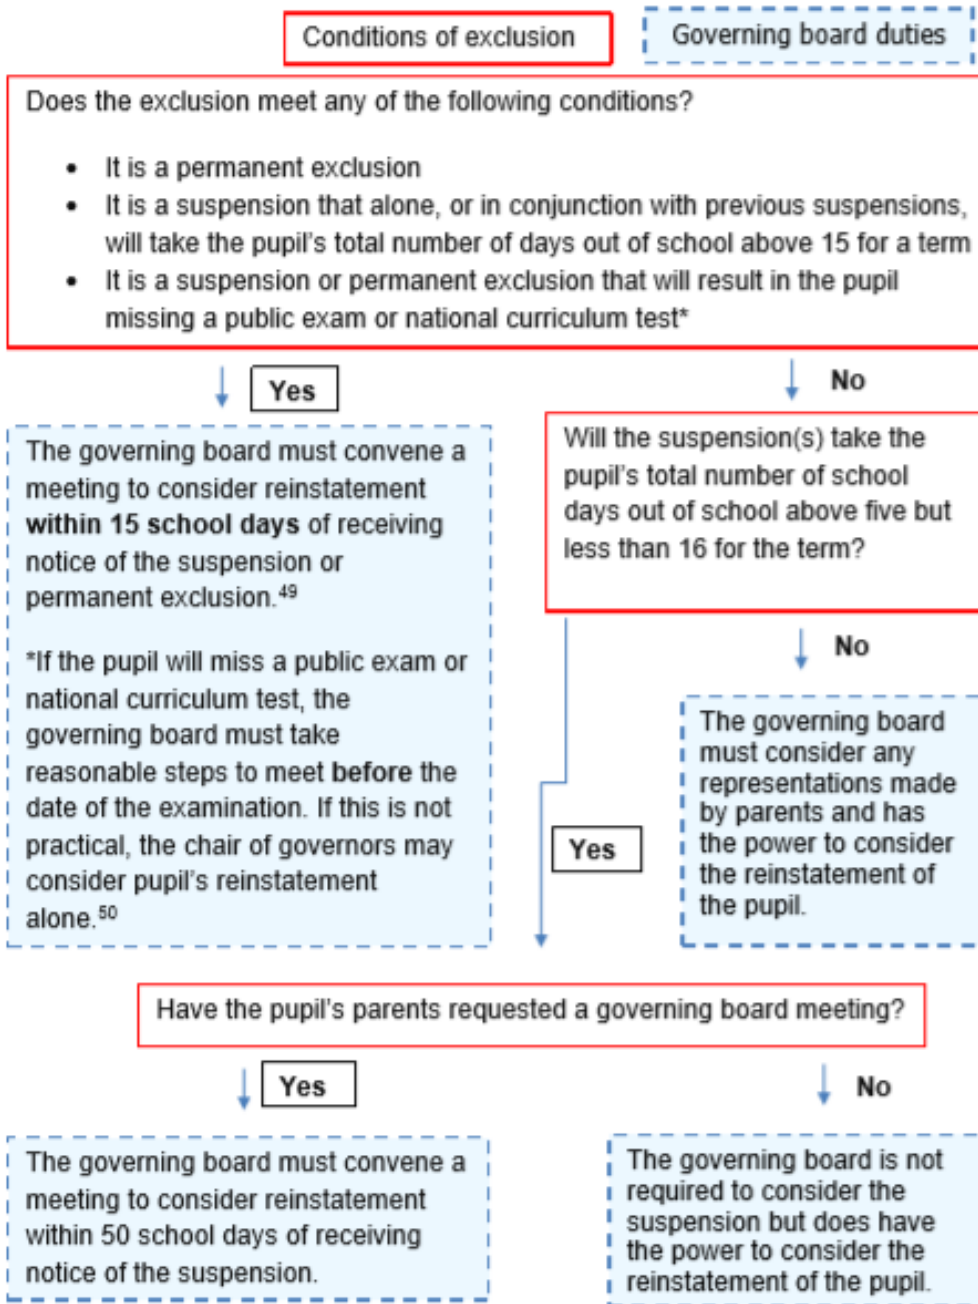 Conditions of exclusion
Governing board duties
Does the exclusion meet any of the following conditions?
• It is a permanent exclusion
• It is a suspension that alone, or in conjunction with previous suspensions,
will take the pupil's total number of days out of school above 15 for a term
• It is a suspension or permanent exclusion that will result in the pupil
missing a public exam or national curriculum test*
Yes
No
The governing board must convene a
meeting to consider reinstatement
within 15 school days of receiving
notice of the suspension or
permanent exclusion.49
*If the pupil will miss a public exam or
national curriculum test, the
governing board must take
reasonable steps to meet before the
date of the examination. If this is not
practical, the chair of governors may
consider pupil's reinstatement
alone.50
Will the suspension(s) take the
pupil's total number of school
days out of school above five but
less than 16 for the term?
No
The governing board
must consider any
representations made
by parents and has
the power to consider
the reinstatement of
the pupil.
Yes
Have the pupil's parents requested a governing board meeting?
Yes
No
The governing board must convene a
meeting to consider reinstatement
within 50 school days of receiving
notice of the suspension.
The governing board is not
required to consider the
suspension but does have
the power to consider the
reinstatement of the pupil.